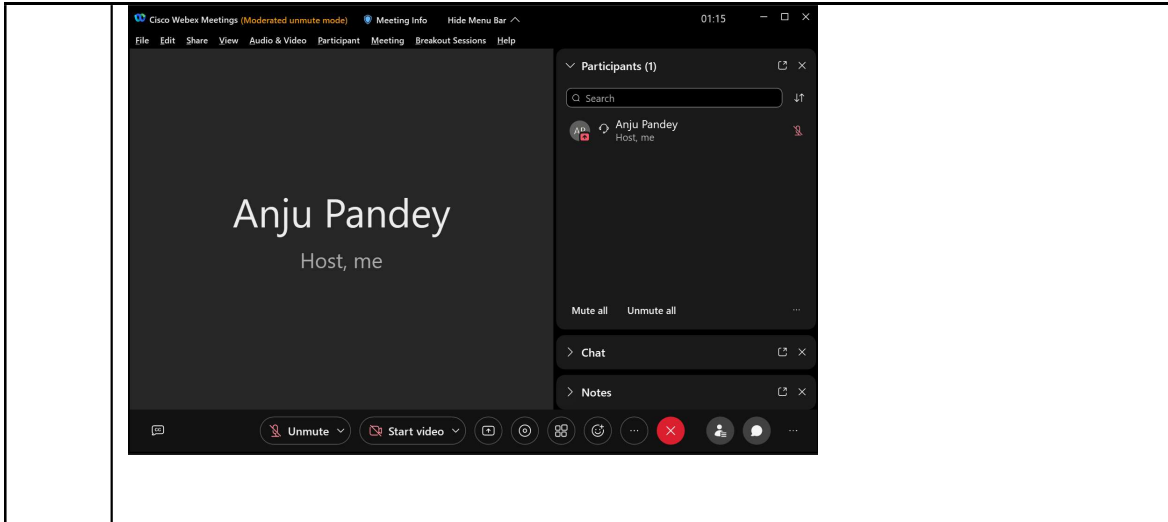 Cisco Webex Meetings (Moderated unmute mode) Meeting Info Hide Menu Bar 01:15
File Edit Share View Audio & Video Participant Meeting Breakout Sessions Help
Participants (1)
Search
AP Anju Pandey
Host, me
Anju Pandey
Host, me
Mute all Unmute all
Chat
Notes
CC Unmute Start video